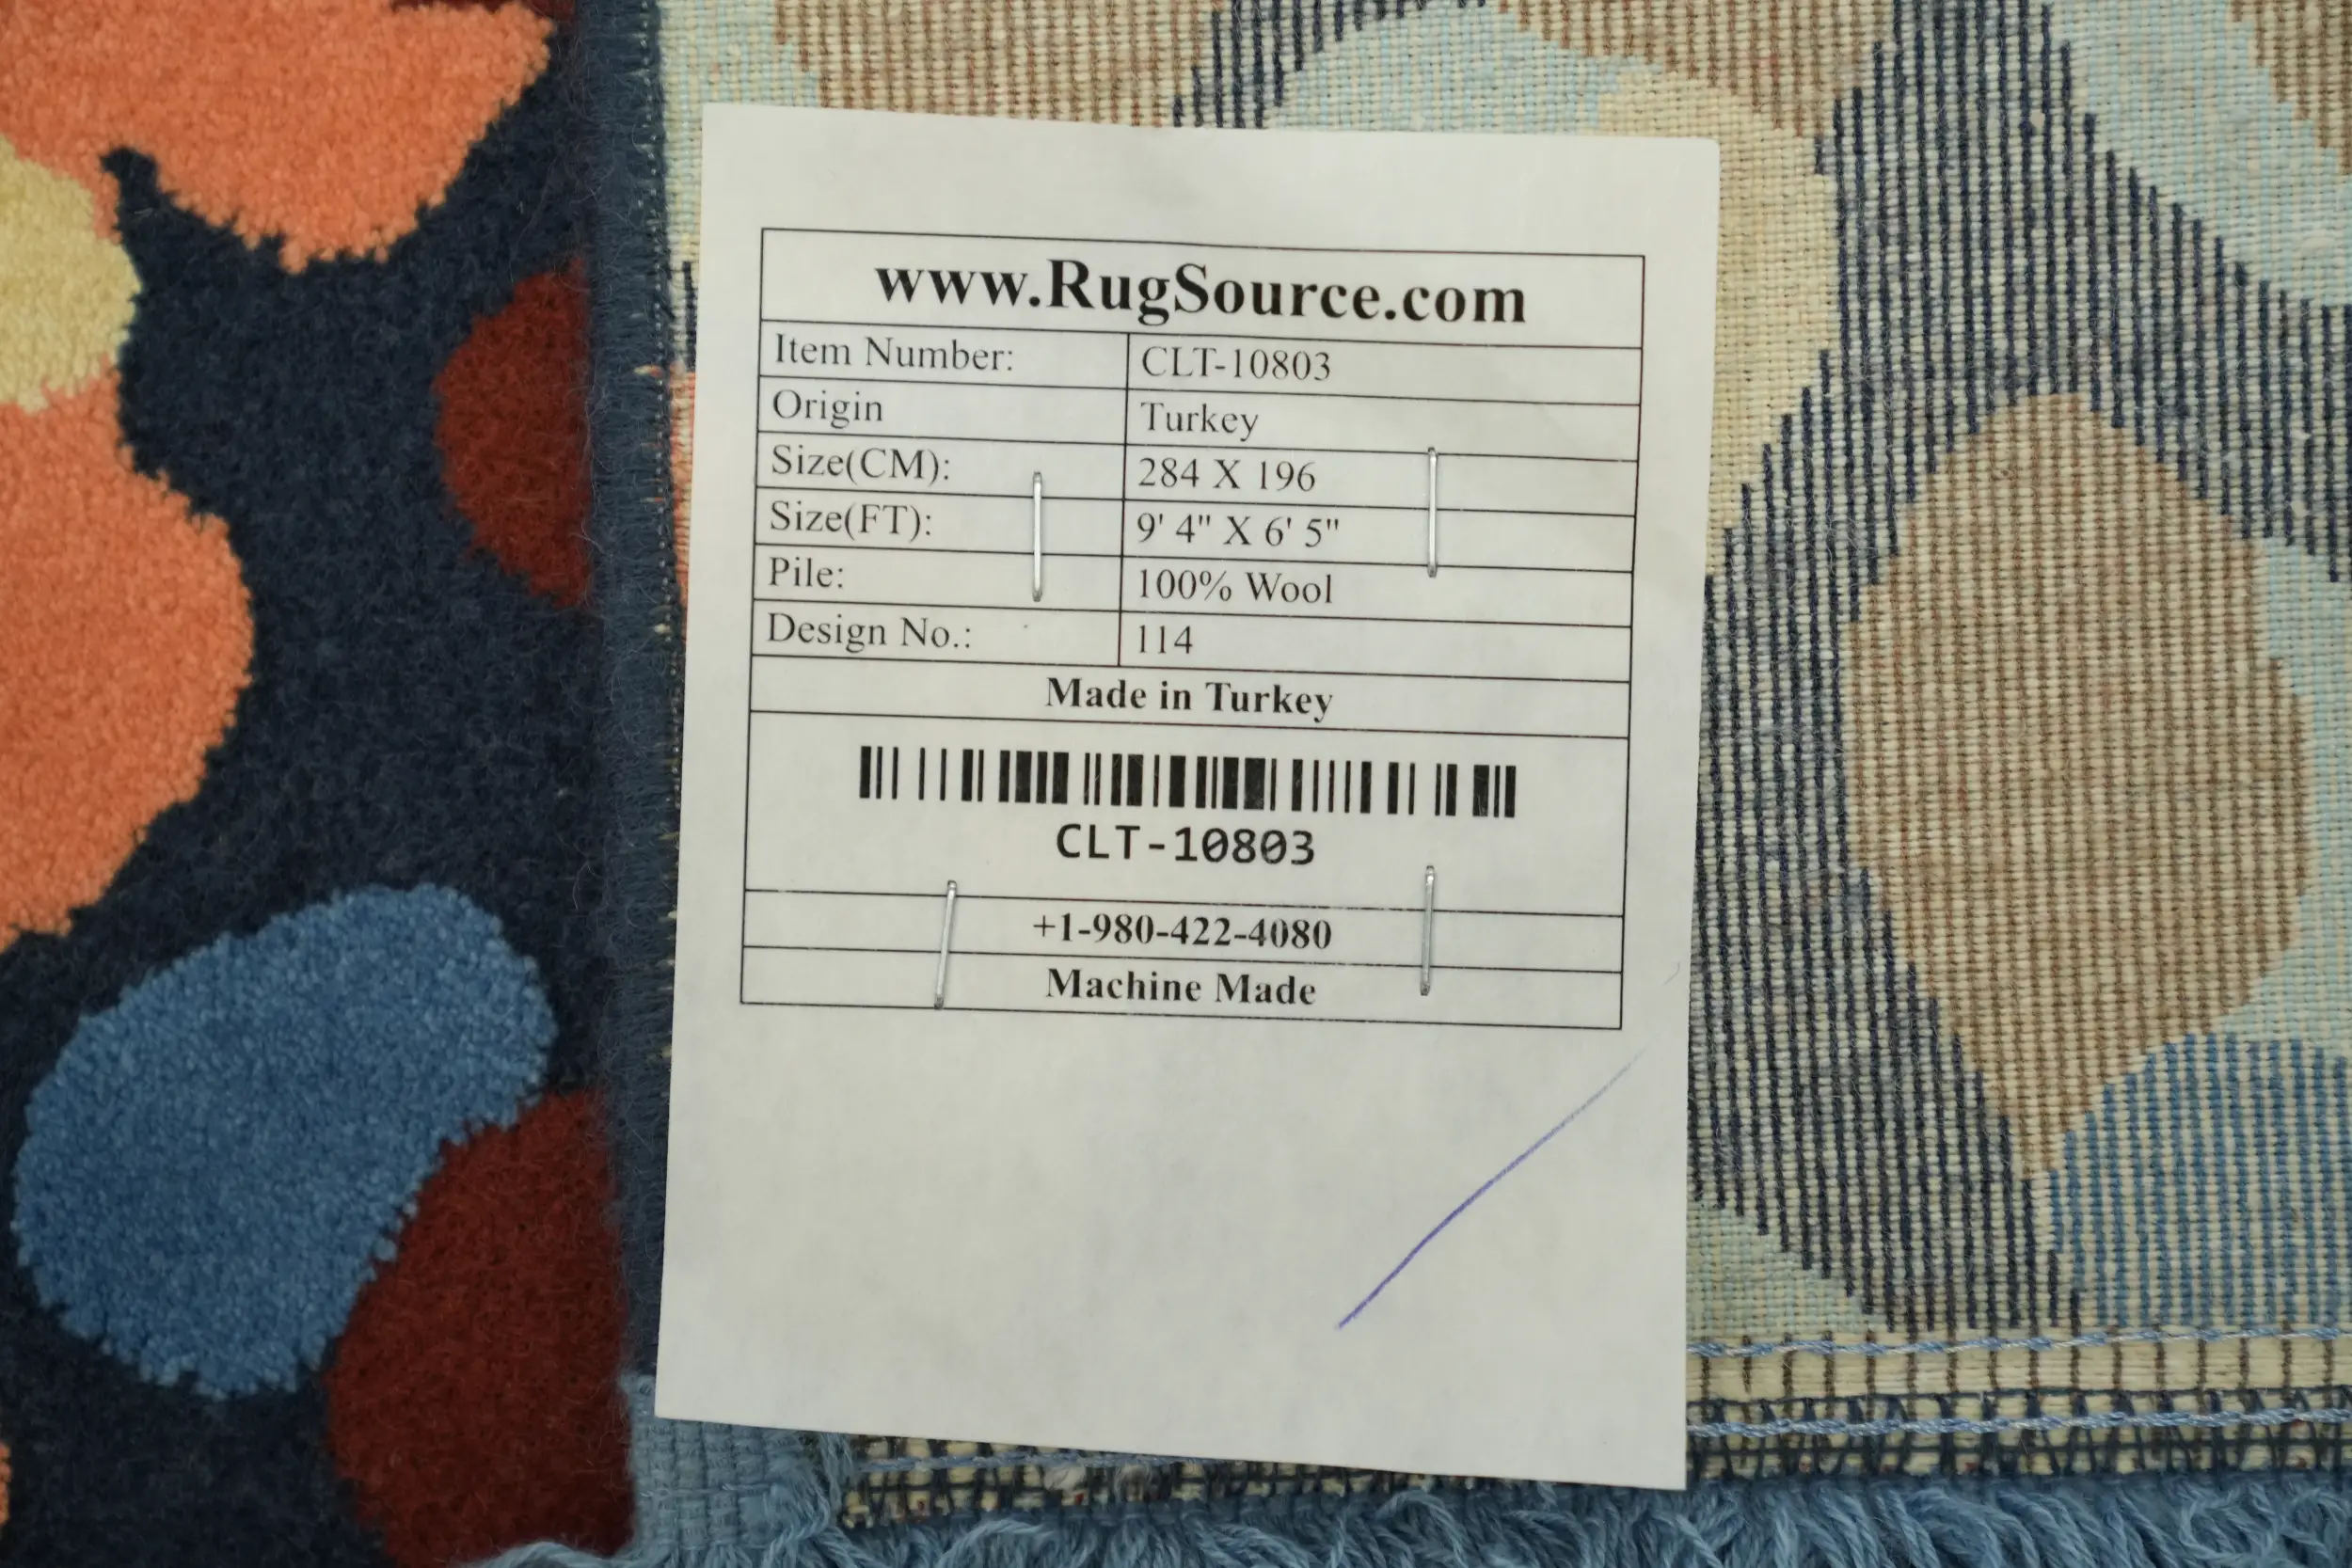 www.RugSource.com
Item Number: CLT-10803
Origin Turkey
Size(CM): 284 X 196
Size(FT): 9' 4" X 6' 5"
Pile: 100% Wool
Design No.: 114
Made in Turkey
CLT-10803
+1-980-422-4080
Machine Made